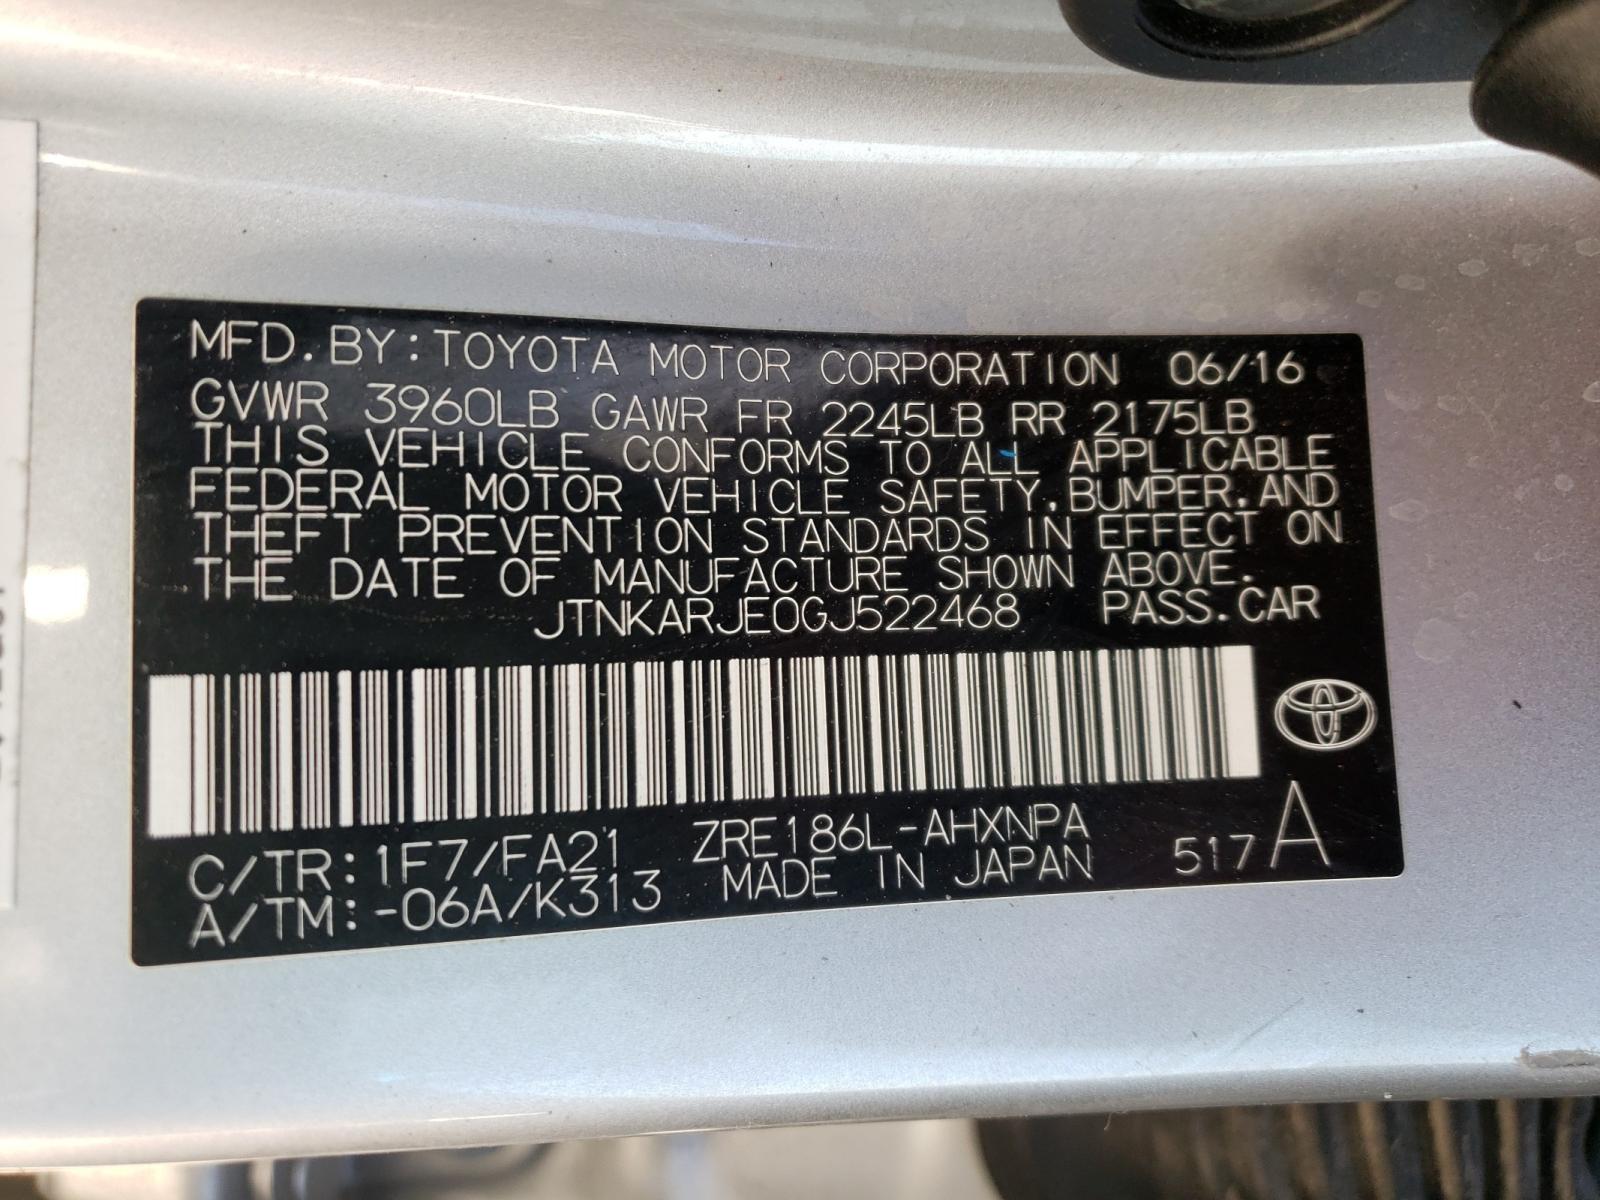 MFD. BY: TOYOTA MOTOR CORPORATION 06/16
GVWR 3960LB GAWR FR 2245LB RR 2175LB
THIS VEHICLE CONFORMS TO ALL APPLICABLE
FEDERAL MOTOR VEHICLE SAFETY, BUMPER, AND
THEFT PREVENTION STANDARDS IN EFFECT ON
THE DATE OF MANUFACTURE SHOWN ABOVE.
JTNKARJE0GJ522468 PASS. CAR
C/TR: 1F7/FA21 ZRE186L-AHXNPA 517 A
A/TM: -06A/K313 MADE IN JAPAN